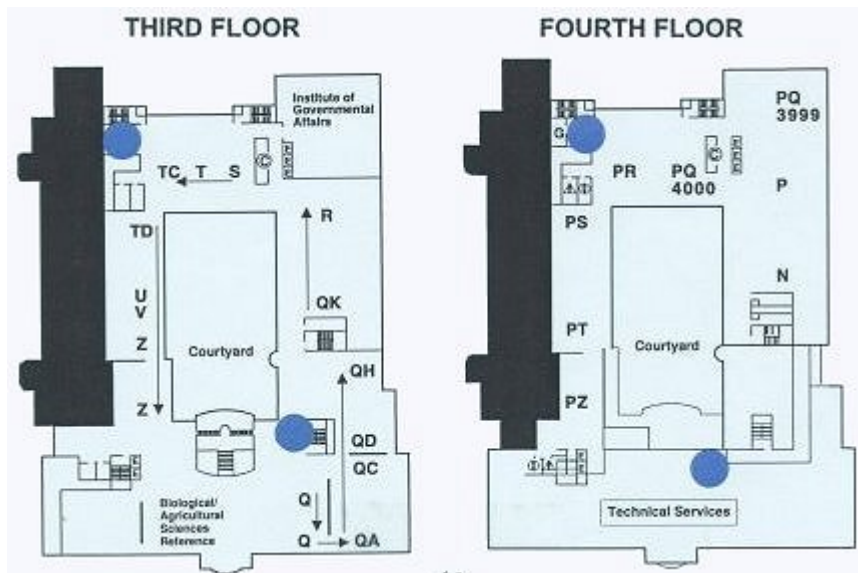 THIRD FLOOR
Institute of
Governmental
Affairs
C
TC T S
R
TD
U
V
Z
QK
Courtyard
QH
Z
QD
QC
Biological/
Agricultural
Sciences
Reference
Q
Q QA
FOURTH FLOOR
PQ
3999
G
C
PR
PQ
4000
P
PS
N
PT
Courtyard
PZ
Technical Services